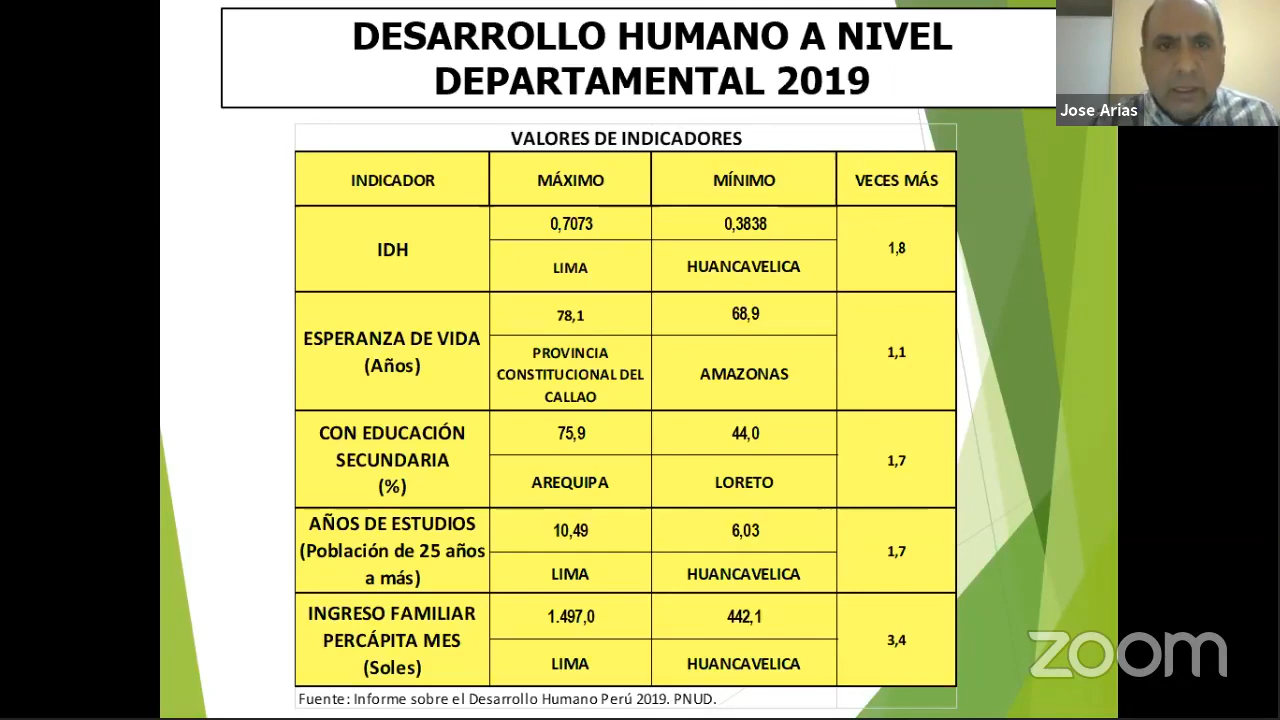 DESARROLLO HUMANO A NIVEL
DEPARTAMENTAL 2019
Jose Arias
VALORES DE INDICADORES
INDICADOR MÁXIMO MÍNIMO VECES MÁS
IDH
0,7073 0,3838
1,8
LIMA HUANCAVELICA
ESPERANZA DE VIDA
(Años)
78,1 68,9
1,1
PROVINCIA
CONSTITUCIONAL DEL
CALLAO
AMAZONAS
CON EDUCACIÓN
SECUNDARIA
(%)
75,9 44,0
1,7
AREQUIPA LORETO
AÑOS DE ESTUDIOS
(Población de 25 años
a más)
10,49 6,03
1,7
LIMA HUANCAVELICA
INGRESO FAMILIAR
PERCÁPITA MES
(Soles)
1.497,0 442,1
3,4
LIMA HUANCAVELICA
Fuente: Informe sobre el Desarrollo Humano Perú 2019. PNUD.
zoom